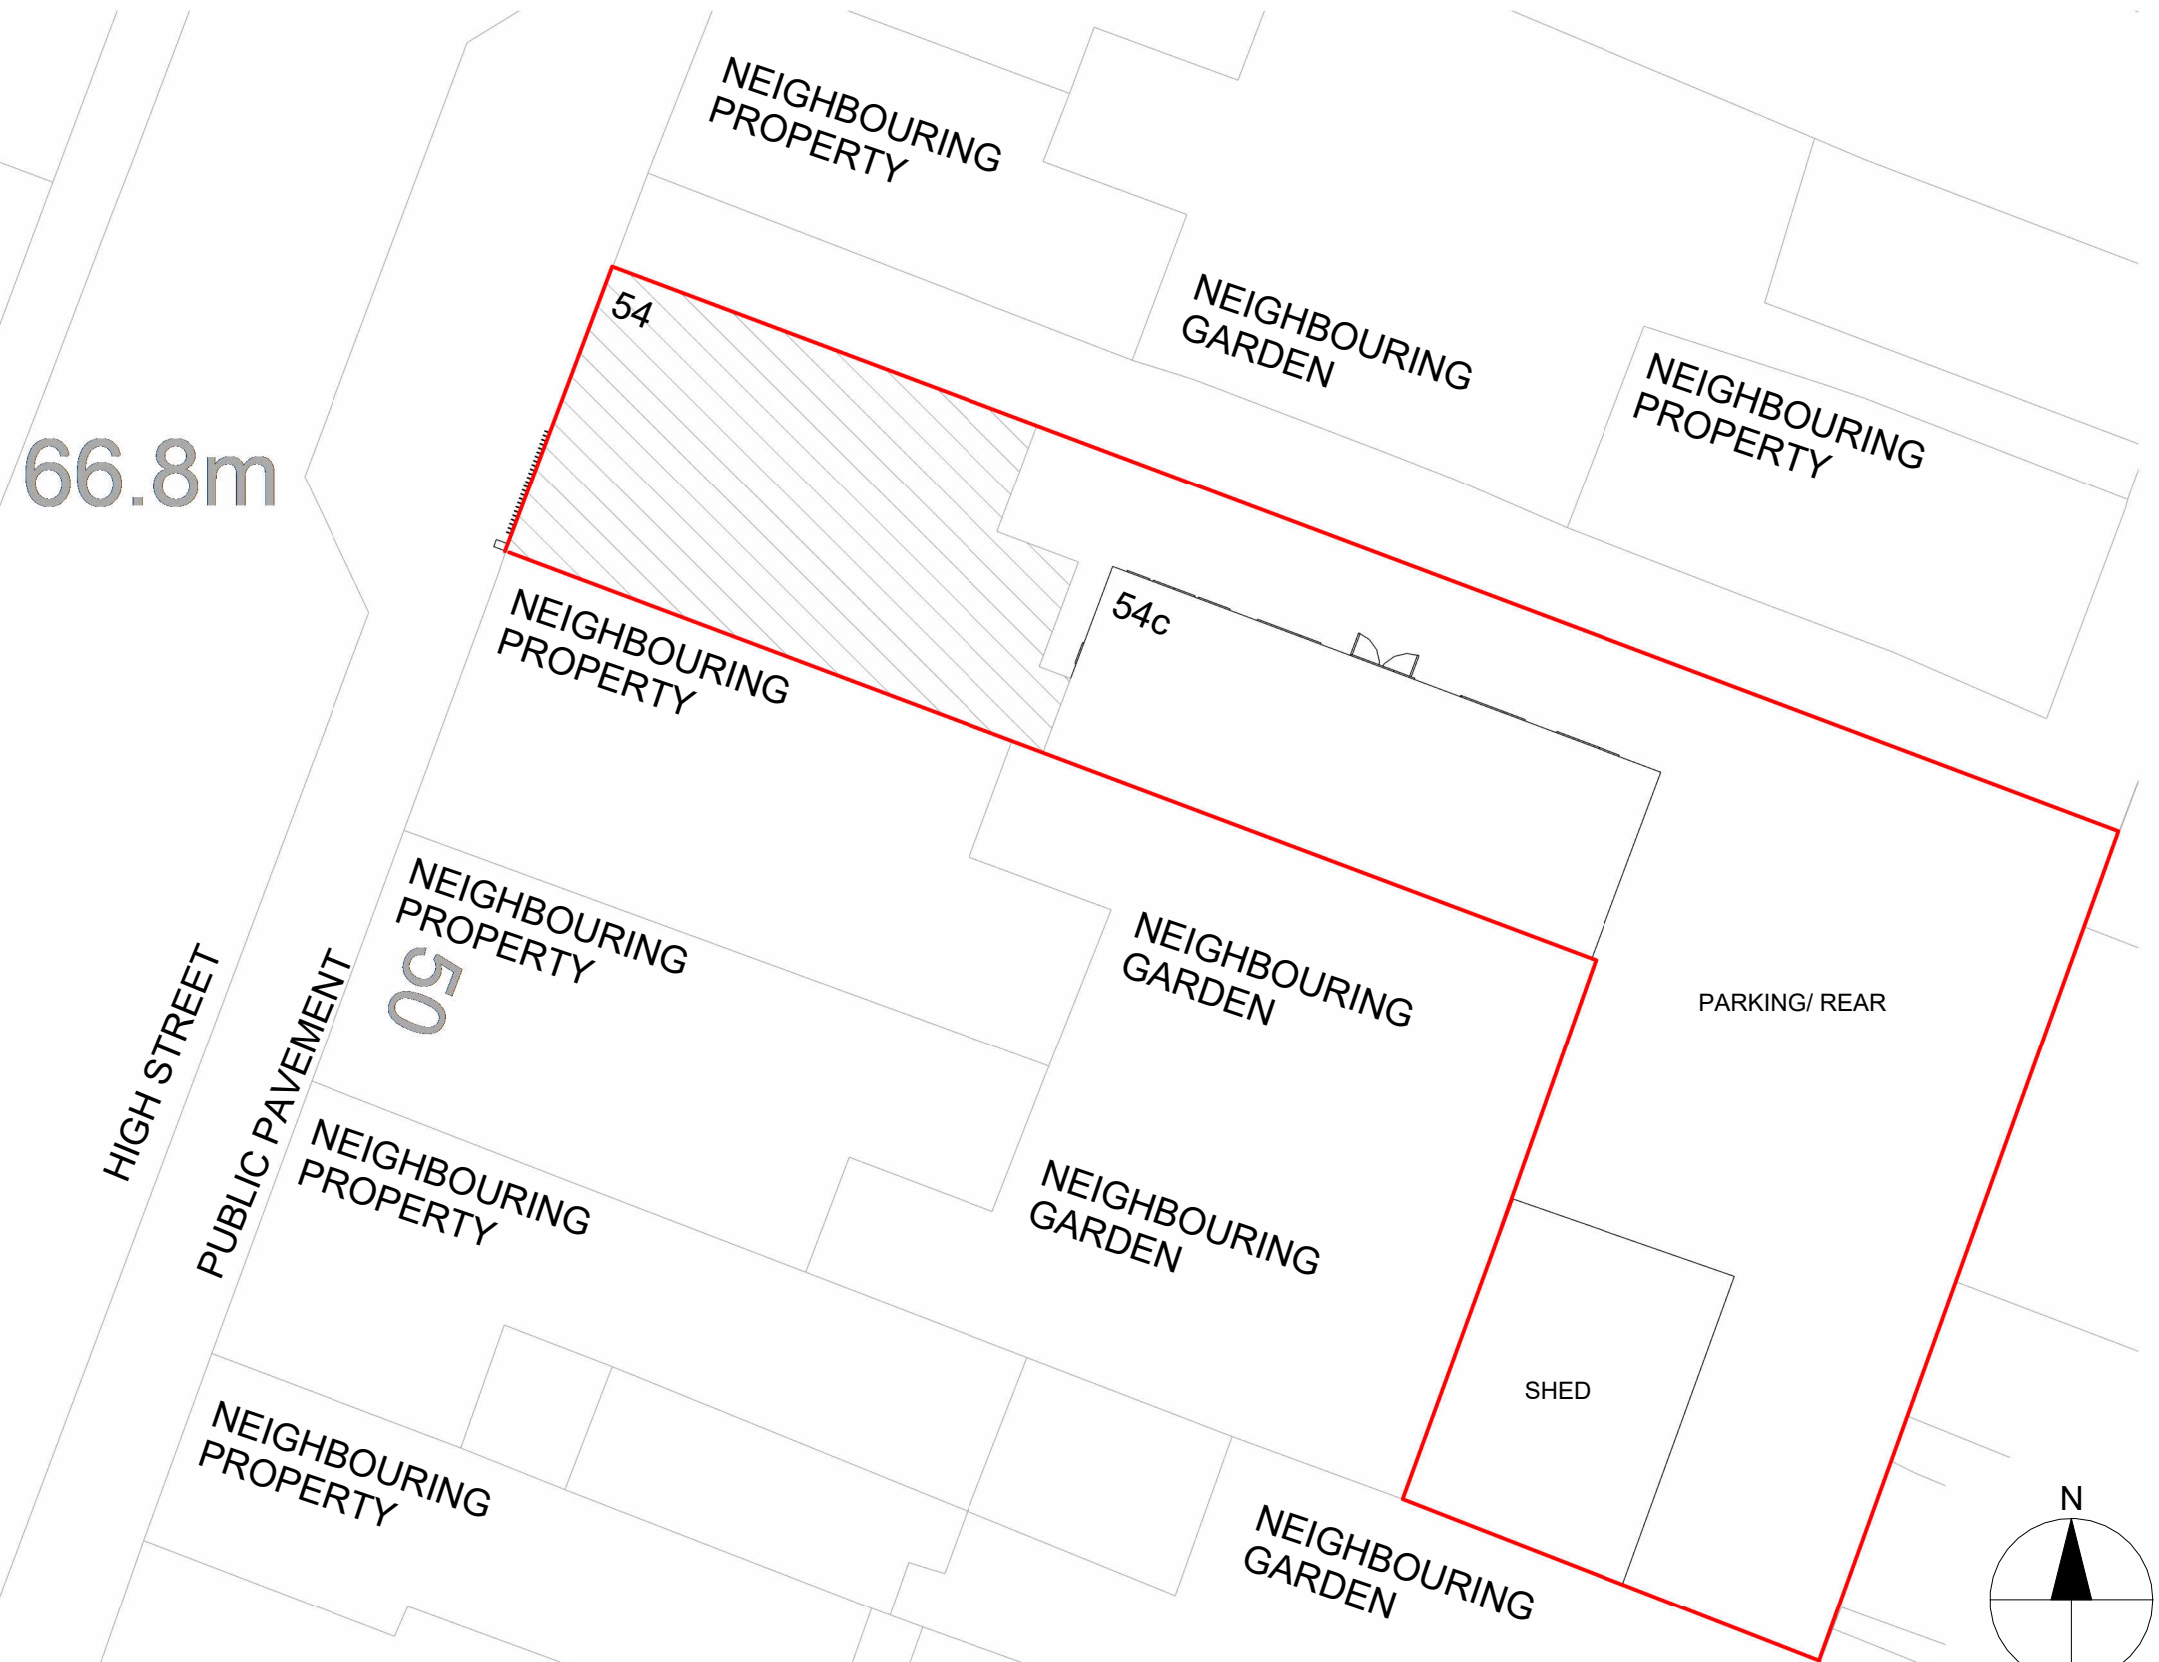 NEIGHBOURING
PROPERTY
54
NEIGHBOURING
GARDEN
NEIGHBOURING
PROPERTY
66.8m
54c
NEIGHBOURING
PROPERTY
NEIGHBOURING
PROPERTY
50
NEIGHBOURING
GARDEN
PARKING/ REAR
HIGH STREET
PUBLIC PAVEMENT
NEIGHBOURING
PROPERTY
NEIGHBOURING
GARDEN
SHED
NEIGHBOURING
PROPERTY
NEIGHBOURING
GARDEN
N